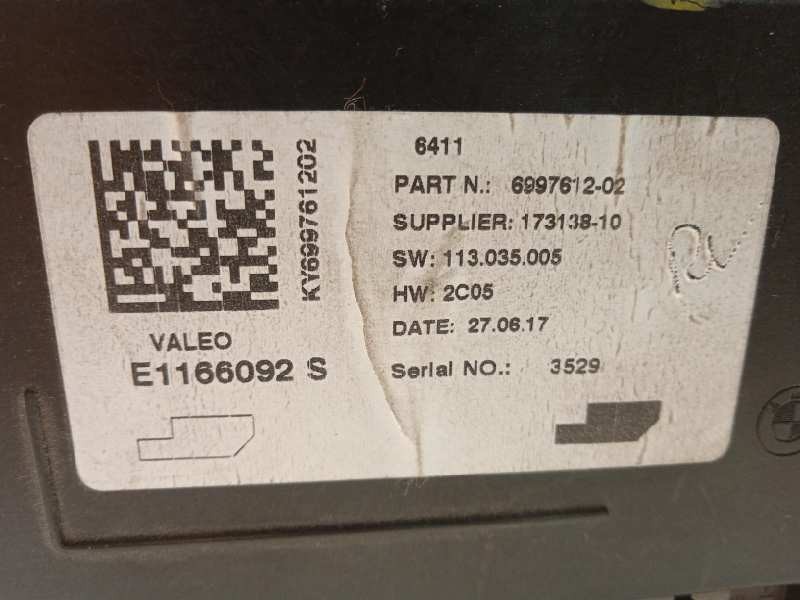 KY699761202
VALEO
E1166092 S
6411
PART N.: 6997612-02
SUPPLIER: 173138-10
SW: 113.035.005
HW: 2C05
DATE: 27.06.17
Serial NO.: 3529